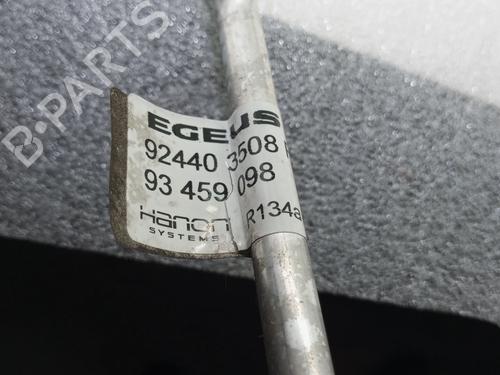 B-PARTS
EGEUS
92440 3508
93 459 098
Hanon R134a
SYSTEMS